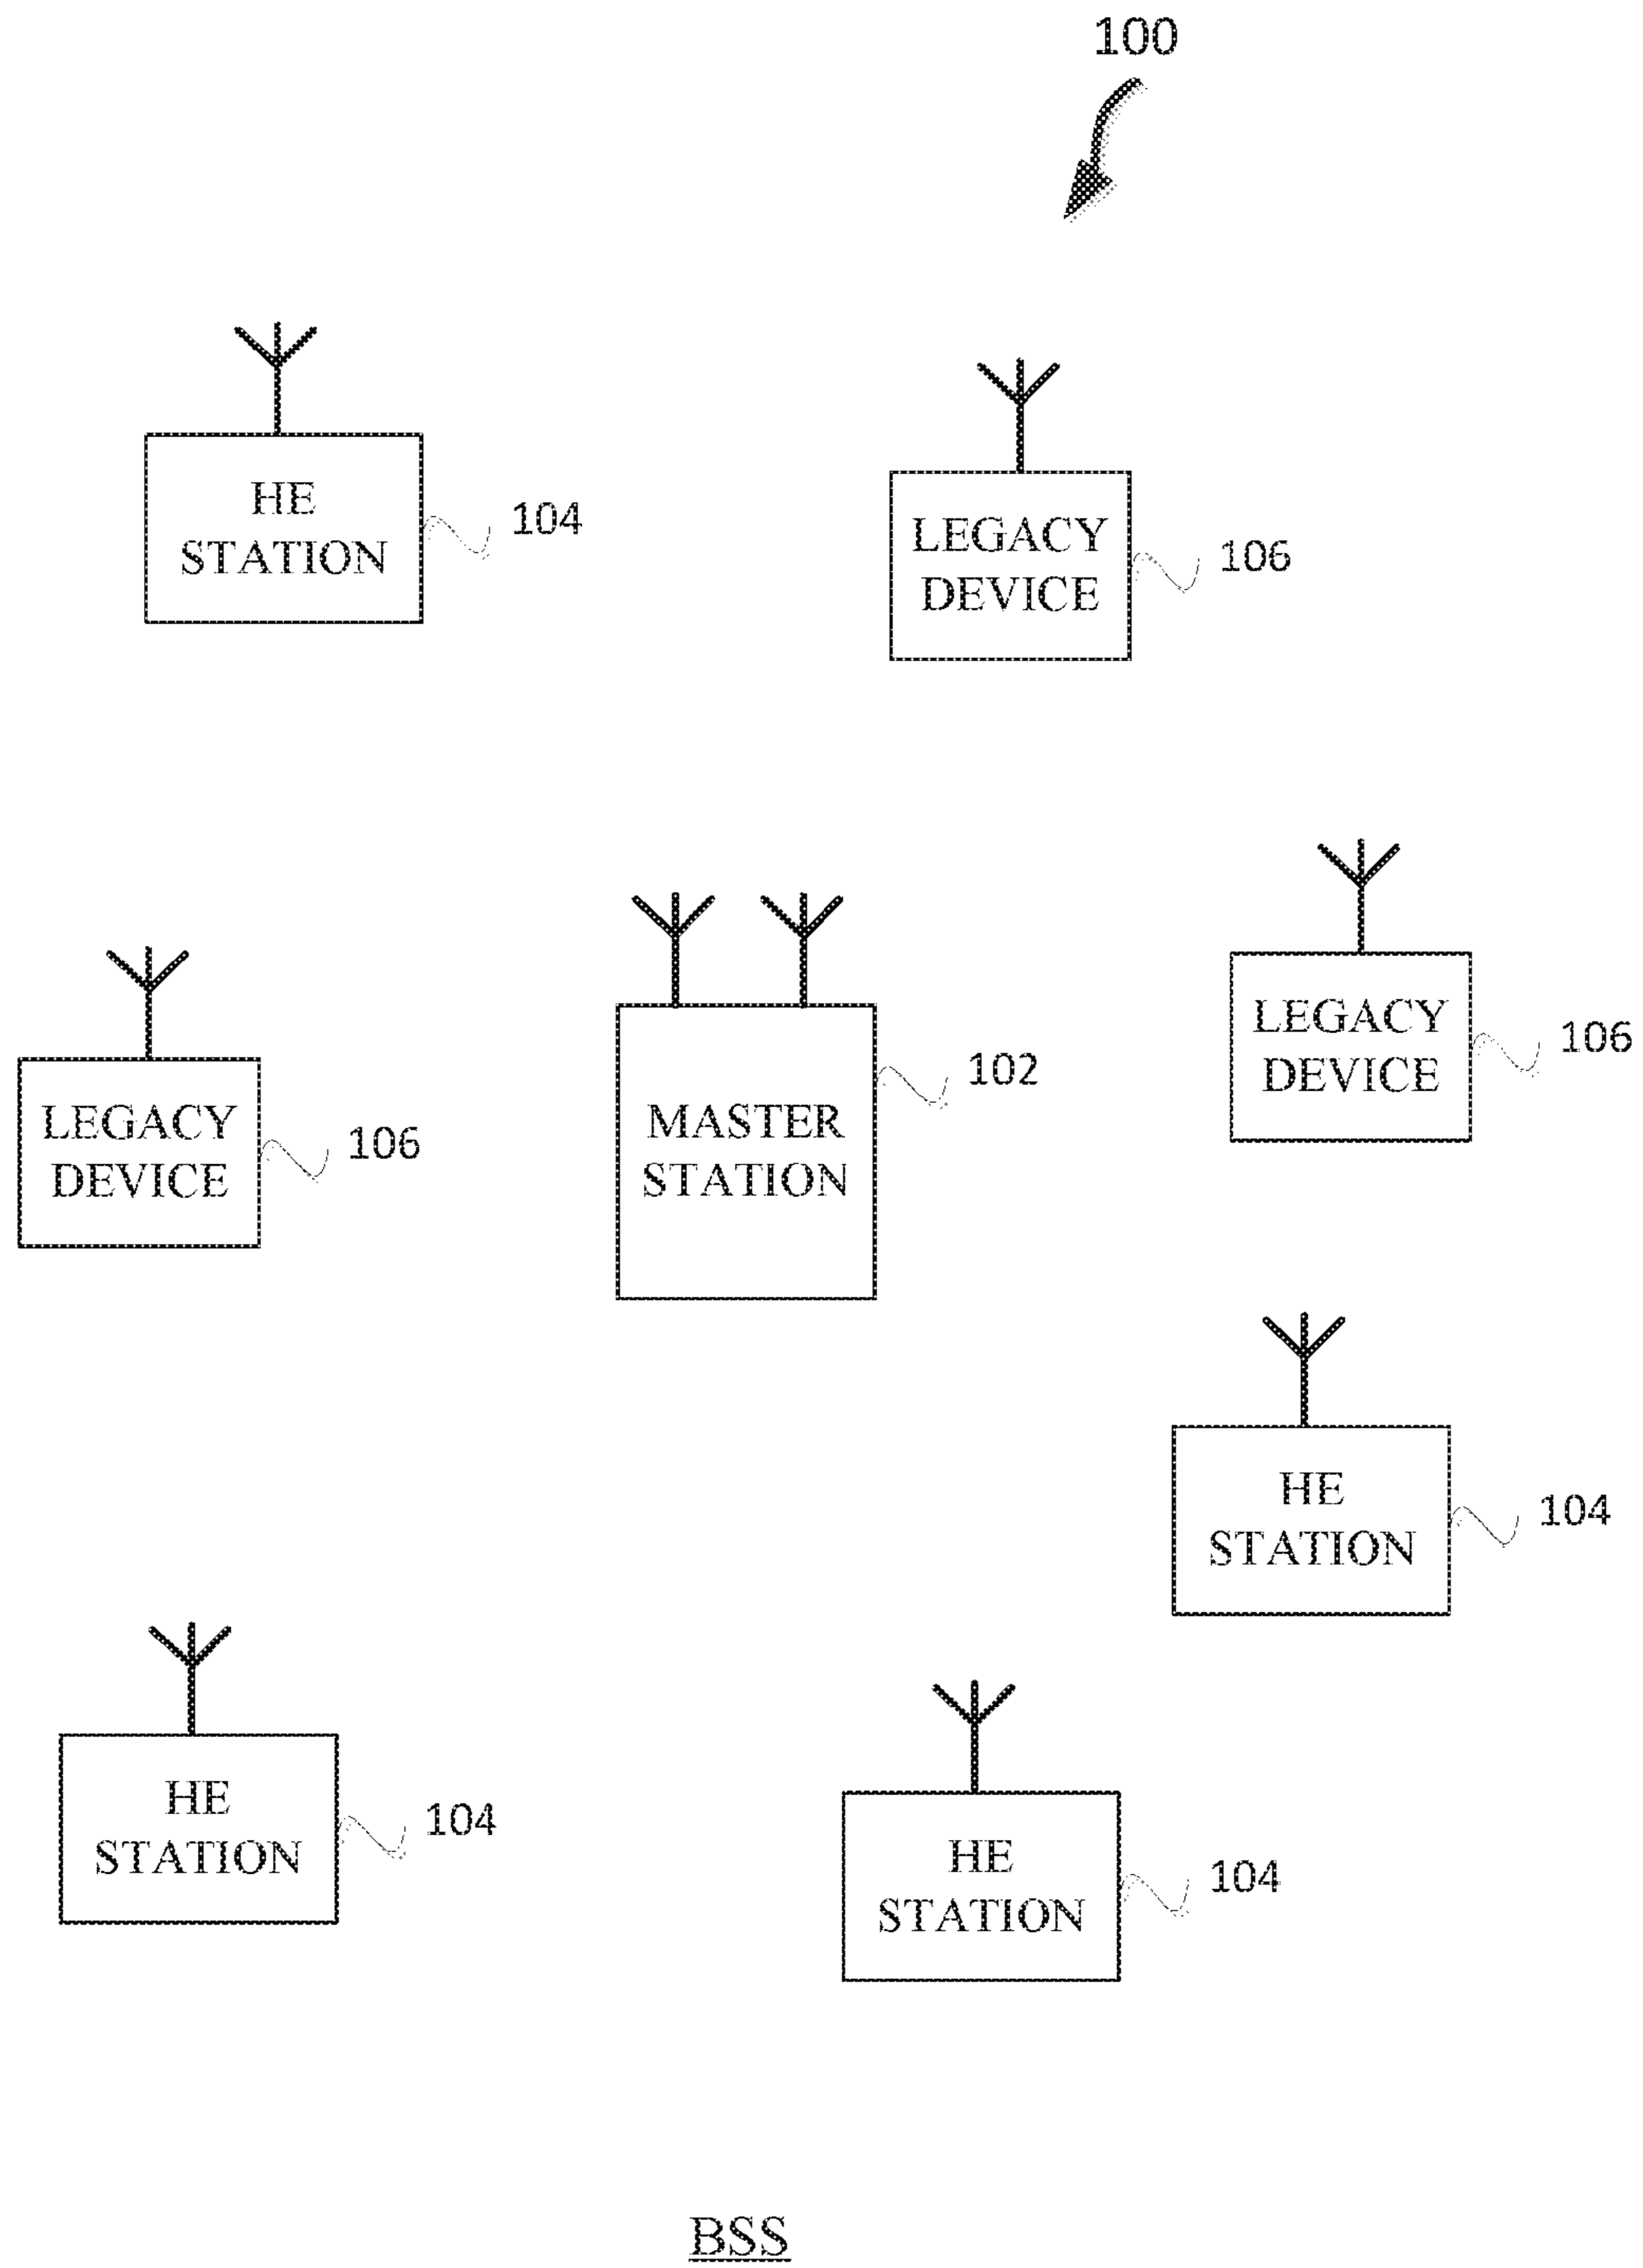 100
HE
STATION
104
LEGACY
DEVICE
106
LEGACY
DEVICE
106
MASTER
STATION
102
LEGACY
DEVICE
106
HE
STATION
104
HE
STATION
104
HE
STATION
104
BSS